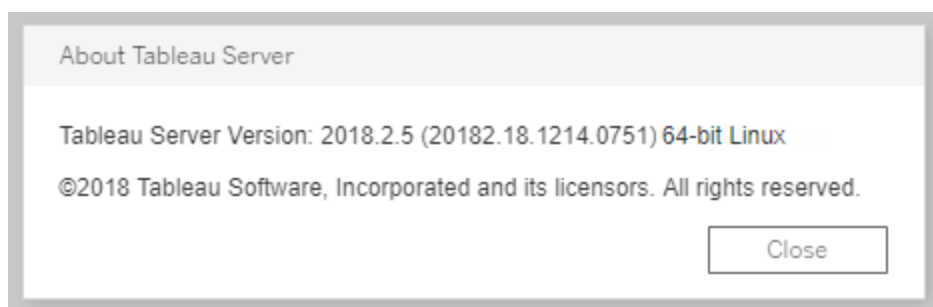 About Tableau Server
Tableau Server Version: 2018.2.5 (20182.18.1214.0751) 64-bit Linux
©2018 Tableau Software, Incorporated and its licensors. All rights reserved.
Close